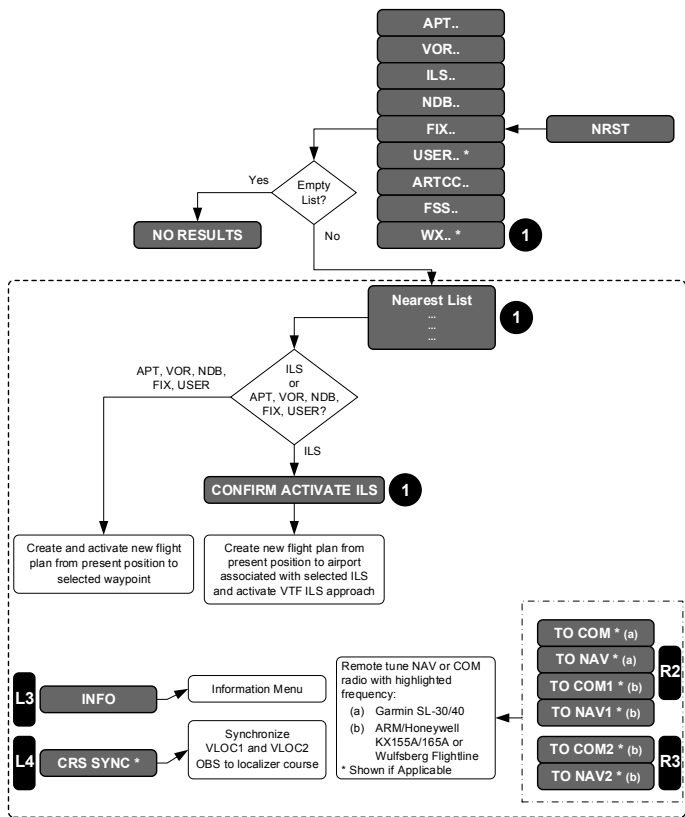 APT..
VOR..
ILS..
NDB..
FIX..
NRST
USER.. *
ARTCC..
FSS..
WX.. *
1
Yes
Empty
List?
NO RESULTS
No
Nearest List
...
...
...
1
APT, VOR, NDB,
FIX, USER
ILS
or
APT, VOR, NDB,
FIX, USER?
ILS
CONFIRM ACTIVATE ILS
1
Create and activate new flight
plan from present position to
selected waypoint
Create new flight plan from
present position to airport
associated with selected ILS
and activate VTF ILS approach
L3
INFO
Information Menu
L4
CRS SYNC *
Synchronize
VLOC1 and VLOC2
OBS to localizer course
Remote tune NAV or COM
radio with highlighted
frequency:
(a) Garmin SL-30/40
(b) ARM/Honeywell
KX155A/165A or
Wulfsberg Flightline
* Shown if Applicable
TO COM * (a)
TO NAV * (a)
TO COM1 * (b)
TO NAV1 * (b)
R2
TO COM2 * (b)
TO NAV2 * (b)
R3